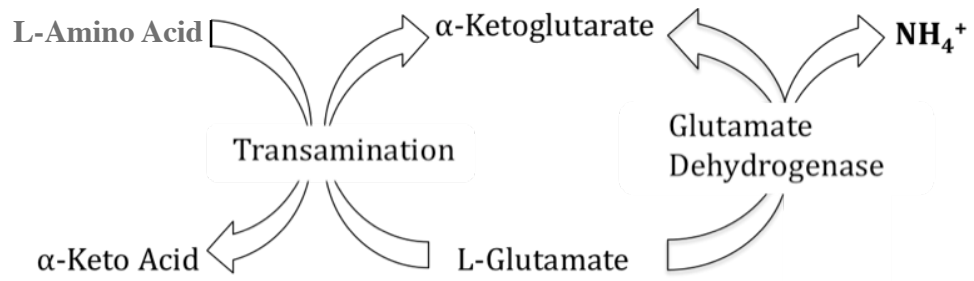 L-Amino Acid
α-Ketoglutarate
NH₄⁺
Transamination
Glutamate
Dehydrogenase
α-Keto Acid
L-Glutamate